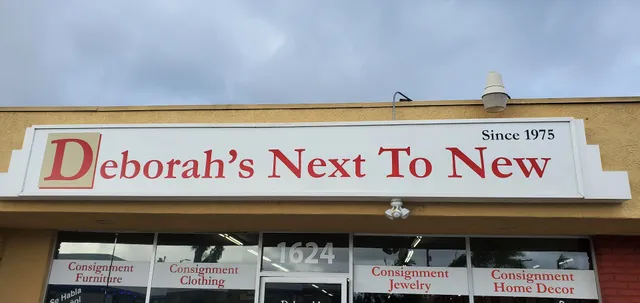 Since 1975
Deborah's Next To New
1624
Consignment
Furniture
Consignment
Clothing
Consignment
Jewelry
Consignment
Home Decor
Se Habla